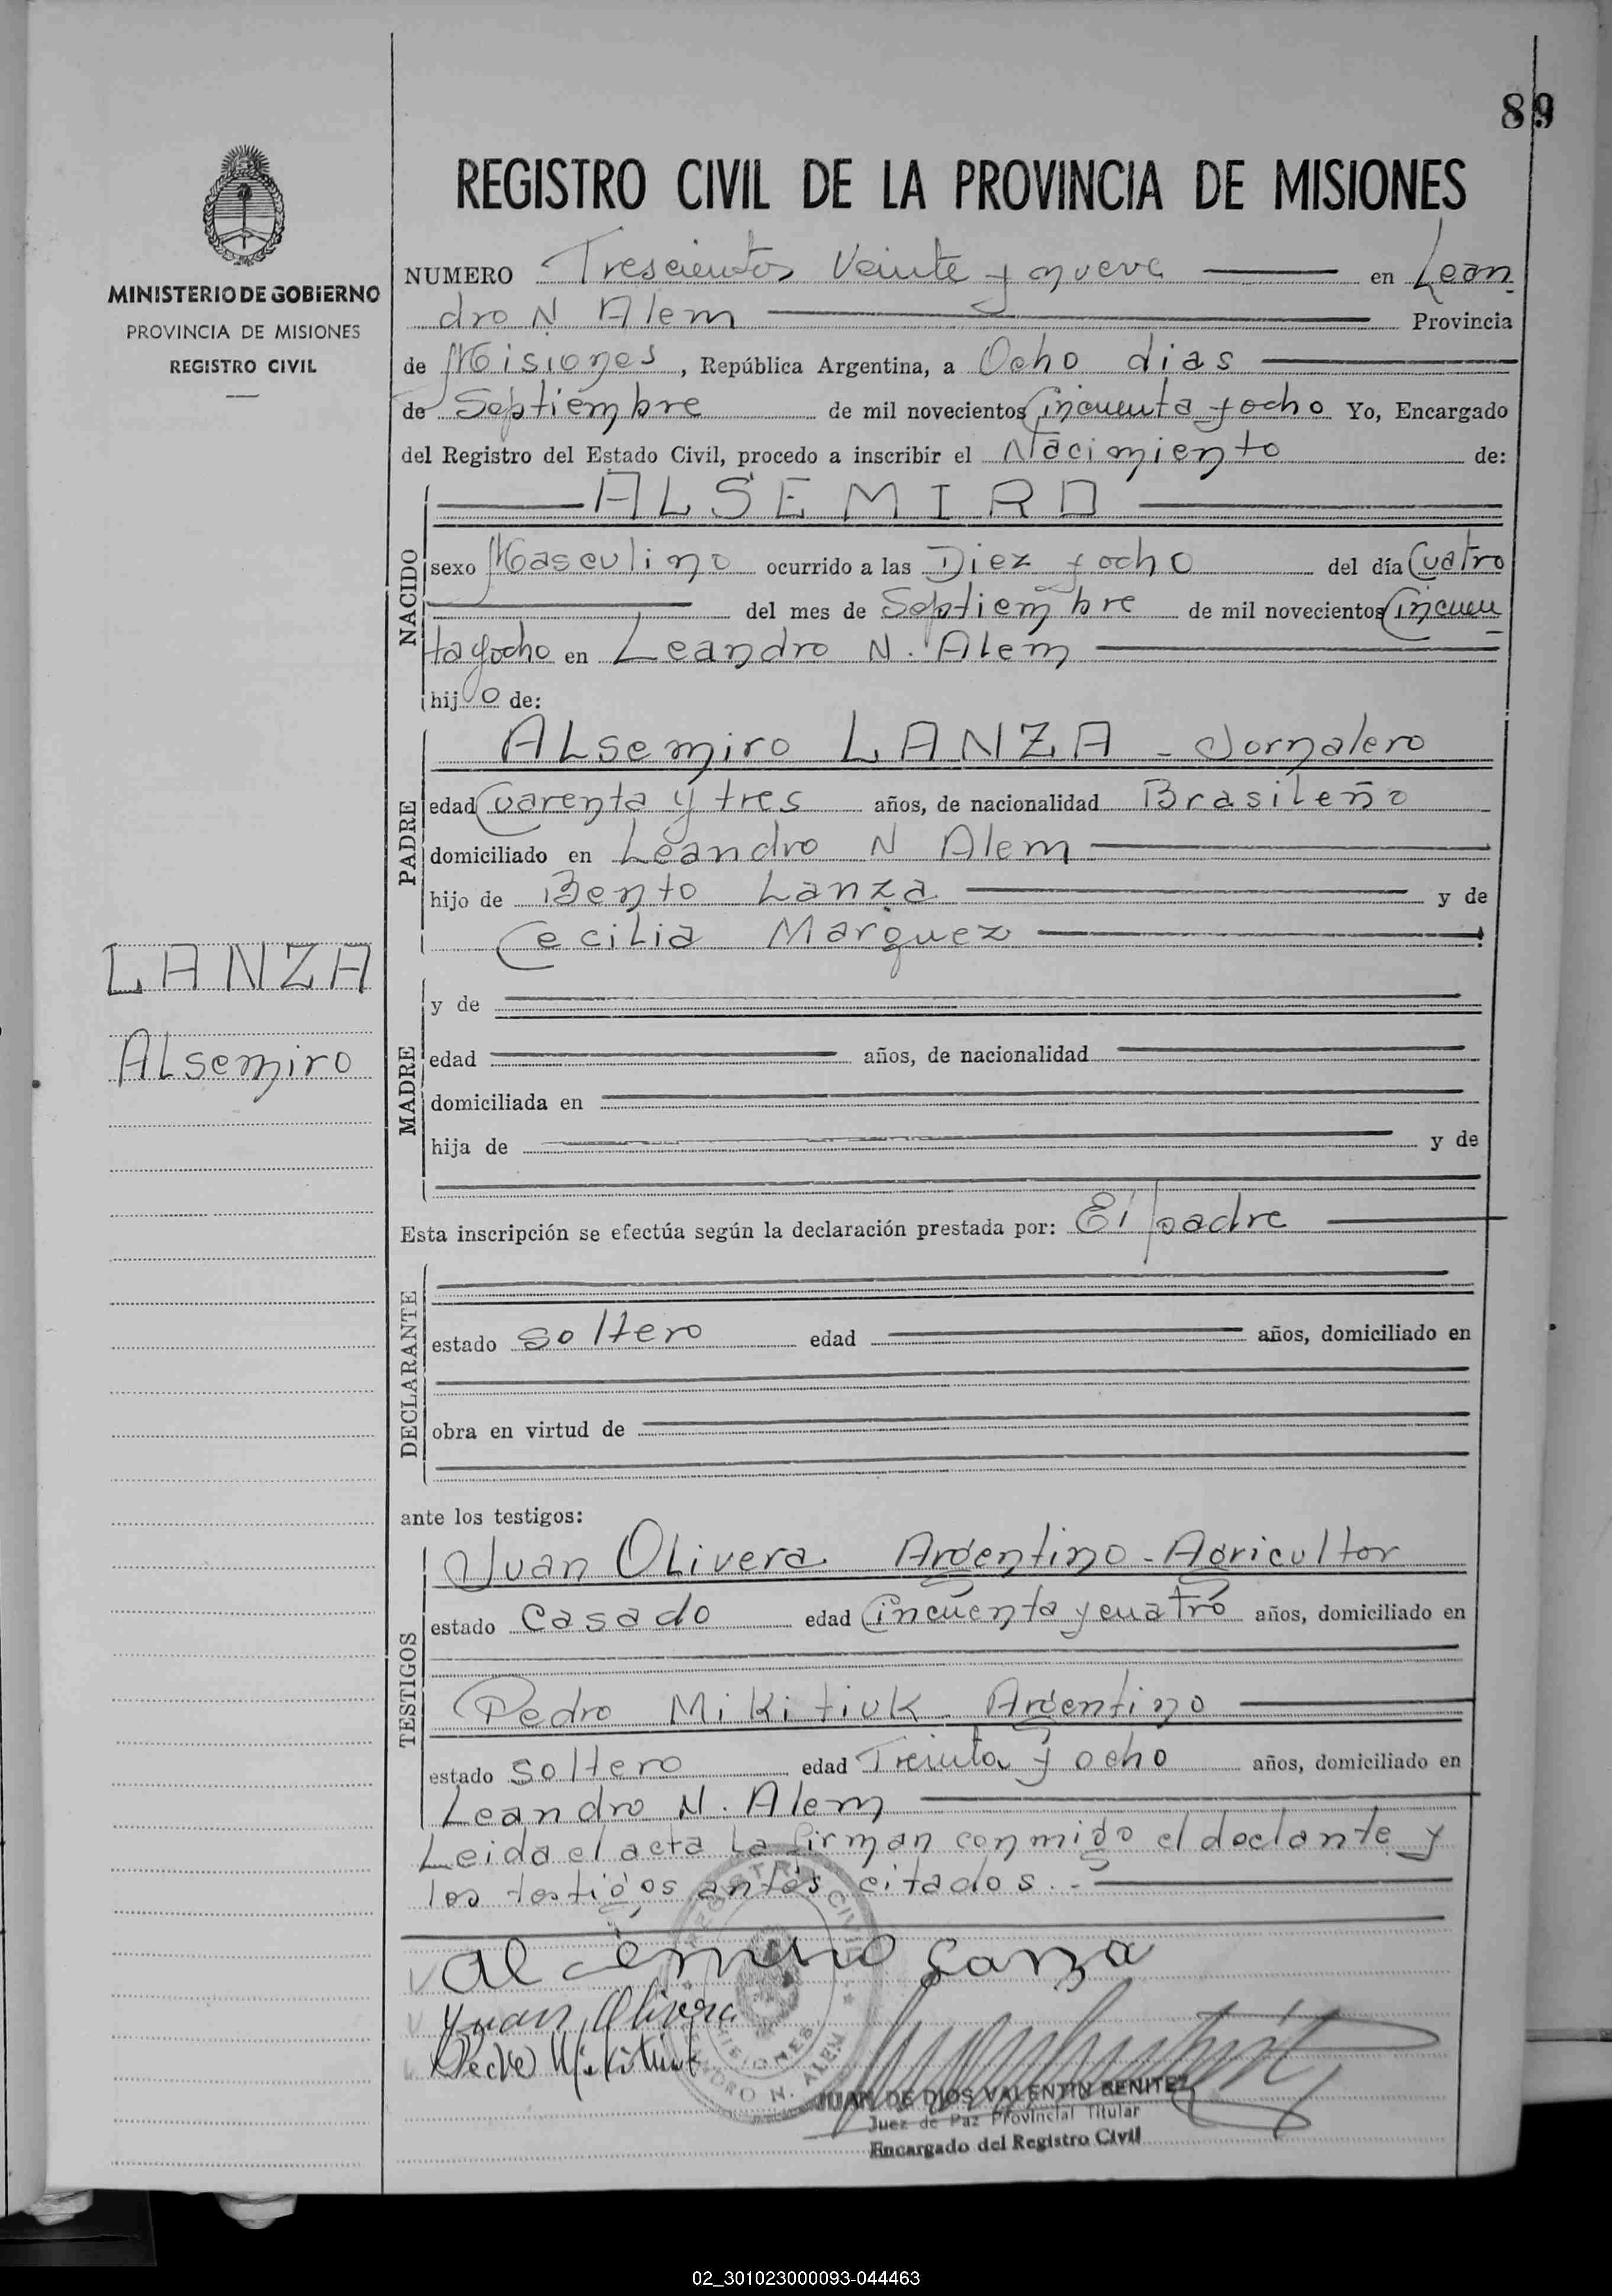 89
REGISTRO CIVIL DE LA PROVINCIA DE MISIONES
MINISTERIO DE GOBIERNO
PROVINCIA DE MISIONES
REGISTRO CIVIL
NUMERO Trescientos Veinte y nueve en Lean
dro N Alem Provincia
de Misiones, República Argentina, a Ocho dias
de Septiembre de mil novecientos Cincuenta y ocho Yo, Encargado
del Registro del Estado Civil, procedo a inscribir el Nacimiento de:
ALSEMIRO
NACIDO
sexo Masculino ocurrido a las Diez y ocho del día Cuatro
del mes de Septiembre de mil novecientos Cincuen
ta y ocho en Leandro N. Alem
hijo de:
PADRE
ALsemiro LANZA - Jornalero
edad Cuarenta y tres años, de nacionalidad Brasileño
domiciliado en Leandro N Alem
hijo de Bento Lanza y de
Cecilia Marquez
LANZA
ALsemiro
MADRE
y de
edad años, de nacionalidad
domiciliada en
hija de y de
Esta inscripción se efectúa según la declaración prestada por: El padre
DECLARANTE
estado soltero edad años, domiciliado en
obra en virtud de
ante los testigos:
TESTIGOS
Juan OLivera Argentino - Agricultor
estado casado edad Cincuenta y cuatro años, domiciliado en
Pedro Mikitiuk Argentino
estado soltero edad Treinta y ocho años, domiciliado en
Leandro N. Alem
Leida el acta la firman conmigo el declante y
los testigos antes citados.-
Alcemiro Lanza
Juan Olivera
Pedro Mikitiuk
REGISTRO CIVIL
MISIONES
LEANDRO N. ALEM
JUAN DE DIOS VALENTIN BENITEZ
Juez de Paz Provincial Titular
Encargado del Registro Civil
02_301023000093-044463